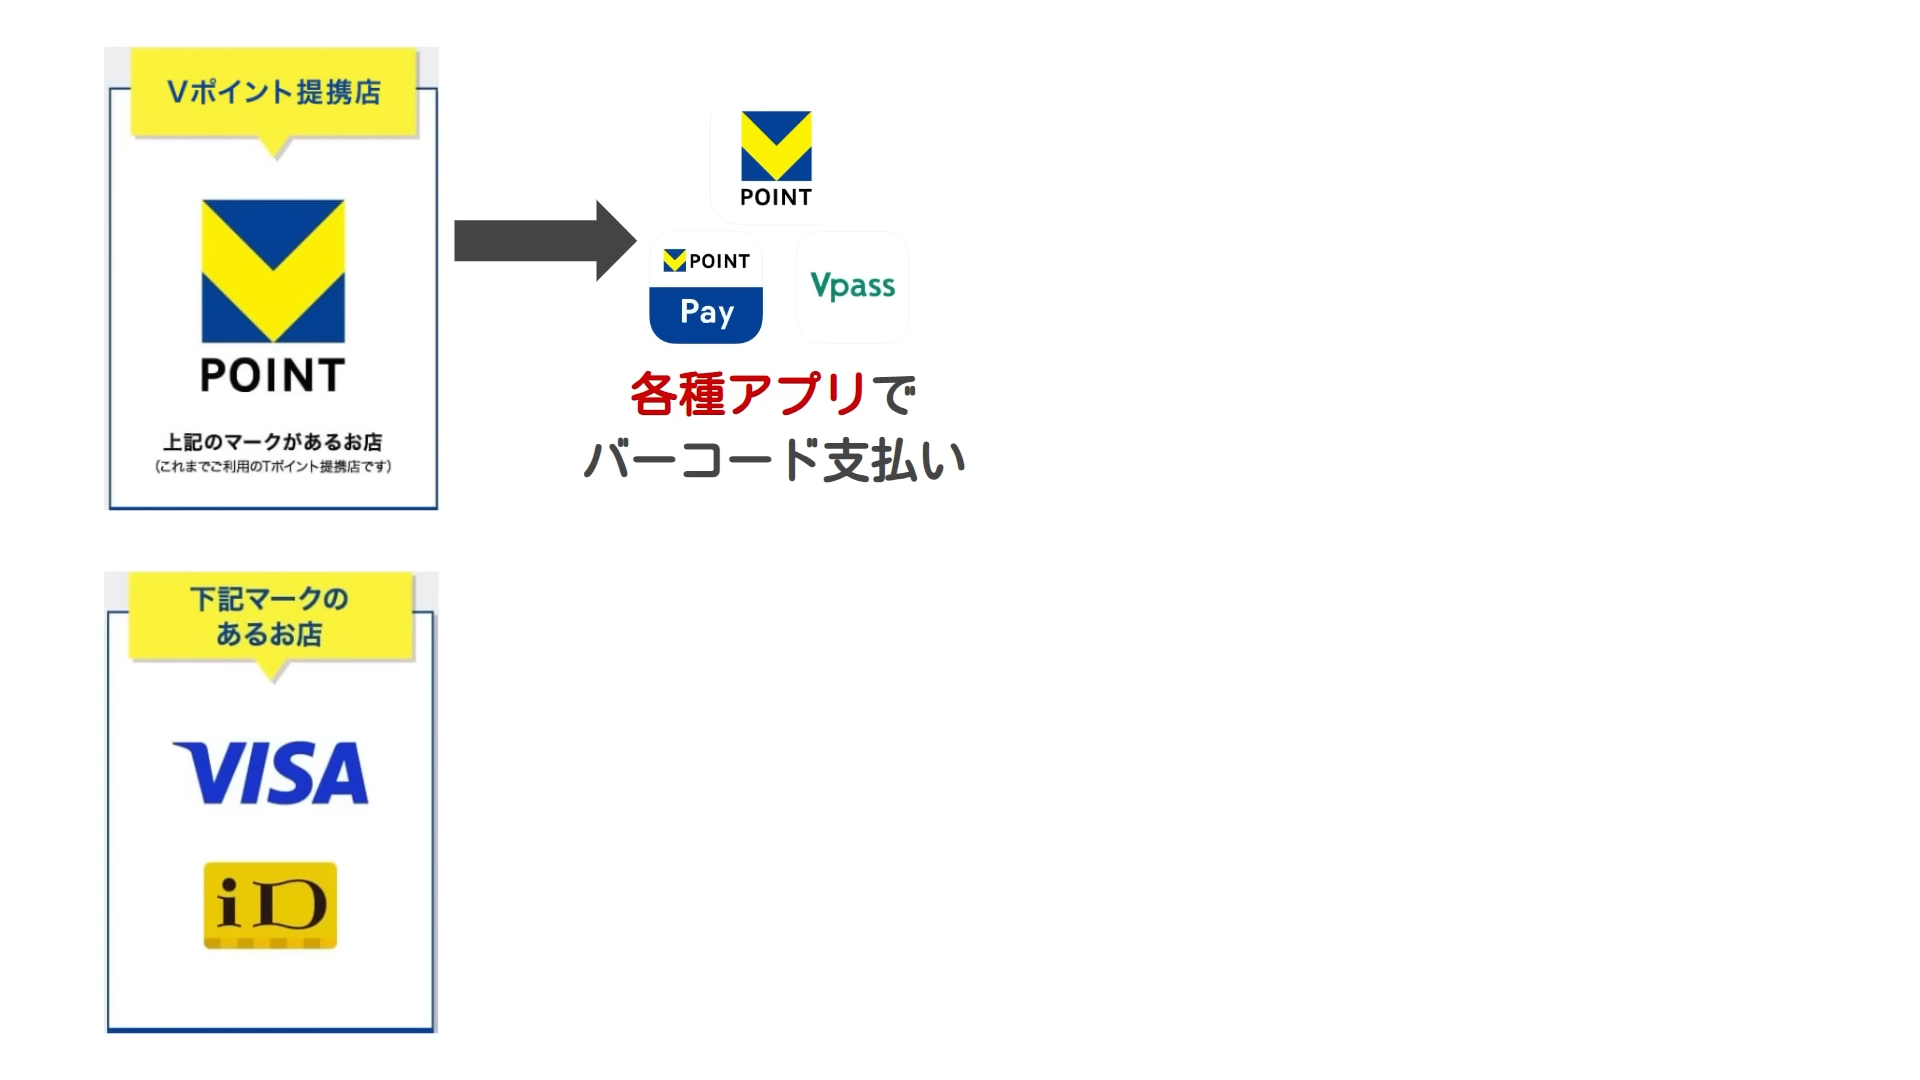 Vポイント提携店
POINT
上記のマークがあるお店
(これまでご利用のTポイント提携店です)
POINT
POINT
Pay
Vpass
各種アプリで
バーコード支払い
下記マークの
あるお店
VISA
iD